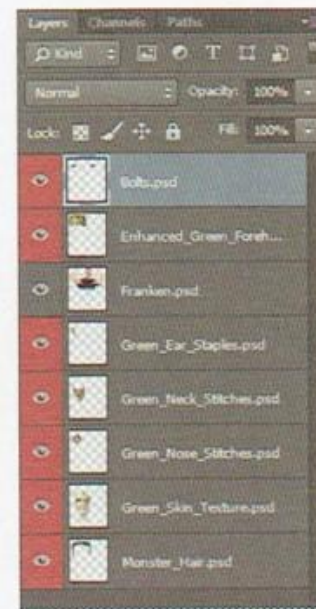 Layers Channels Paths
Kind
Normal Opacity: 100%
Lock: Fill: 100%
Bolts.psd
Enhanced_Green_Foreh...
Franken.psd
Green_Ear_Staples.psd
Green_Neck_Stitches.psd
Green_Nose_Stitches.psd
Green_Skin_Texture.psd
Monster_Hair.psd